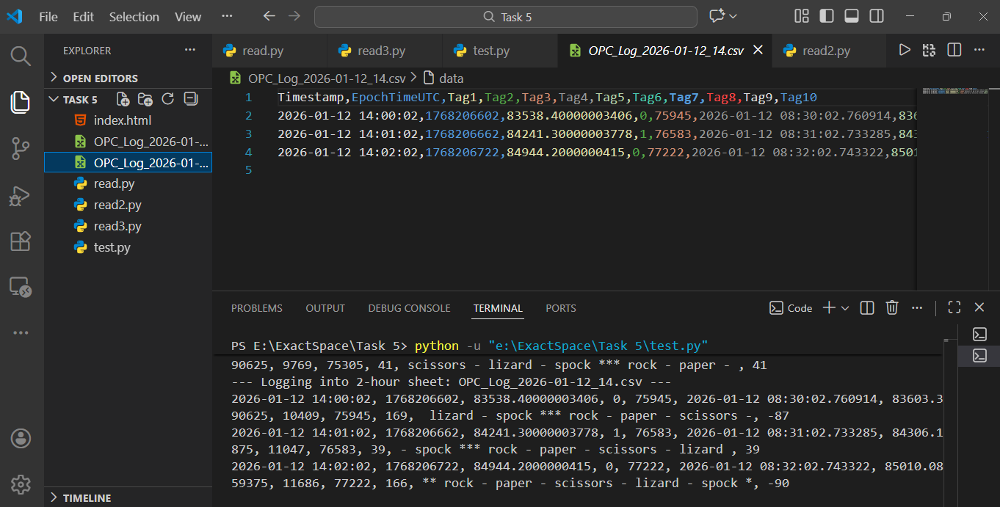 File Edit Selection View ··· Task 5
EXPLORER ···
OPEN EDITORS
TASK 5
index.html
OPC_Log_2026-01-...
OPC_Log_2026-01-...
read.py
read2.py
read3.py
test.py
TIMELINE
read.py read3.py test.py OPC_Log_2026-01-12_14.csv read2.py
OPC_Log_2026-01-12_14.csv > data
1 Timestamp,EpochTimeUTC,Tag1,Tag2,Tag3,Tag4,Tag5,Tag6,Tag7,Tag8,Tag9,Tag10
2 2026-01-12 14:00:02,1768206602,83538.40000003406,0,75945,2026-01-12 08:30:02.760914,836
3 2026-01-12 14:01:02,1768206662,84241.30000003778,1,76583,2026-01-12 08:31:02.733285,843
4 2026-01-12 14:02:02,1768206722,84944.2000000415,0,77222,2026-01-12 08:32:02.743322,8501
5
PROBLEMS OUTPUT DEBUG CONSOLE TERMINAL PORTS Code
PS E:\ExactSpace\Task 5> python -u "e:\ExactSpace\Task 5\test.py"
90625, 9769, 75305, 41, scissors - lizard - spock *** rock - paper - , 41
--- Logging into 2-hour sheet: OPC_Log_2026-01-12_14.csv ---
2026-01-12 14:00:02, 1768206602, 83538.40000003406, 0, 75945, 2026-01-12 08:30:02.760914, 83603.3
90625, 10409, 75945, 169,  lizard - spock *** rock - paper - scissors -, -87
2026-01-12 14:01:02, 1768206662, 84241.30000003778, 1, 76583, 2026-01-12 08:31:02.733285, 84306.1
875, 11047, 76583, 39, - spock *** rock - paper - scissors - lizard , 39
2026-01-12 14:02:02, 1768206722, 84944.2000000415, 0, 77222, 2026-01-12 08:32:02.743322, 85010.08
59375, 11686, 77222, 166, ** rock - paper - scissors - lizard - spock *, -90